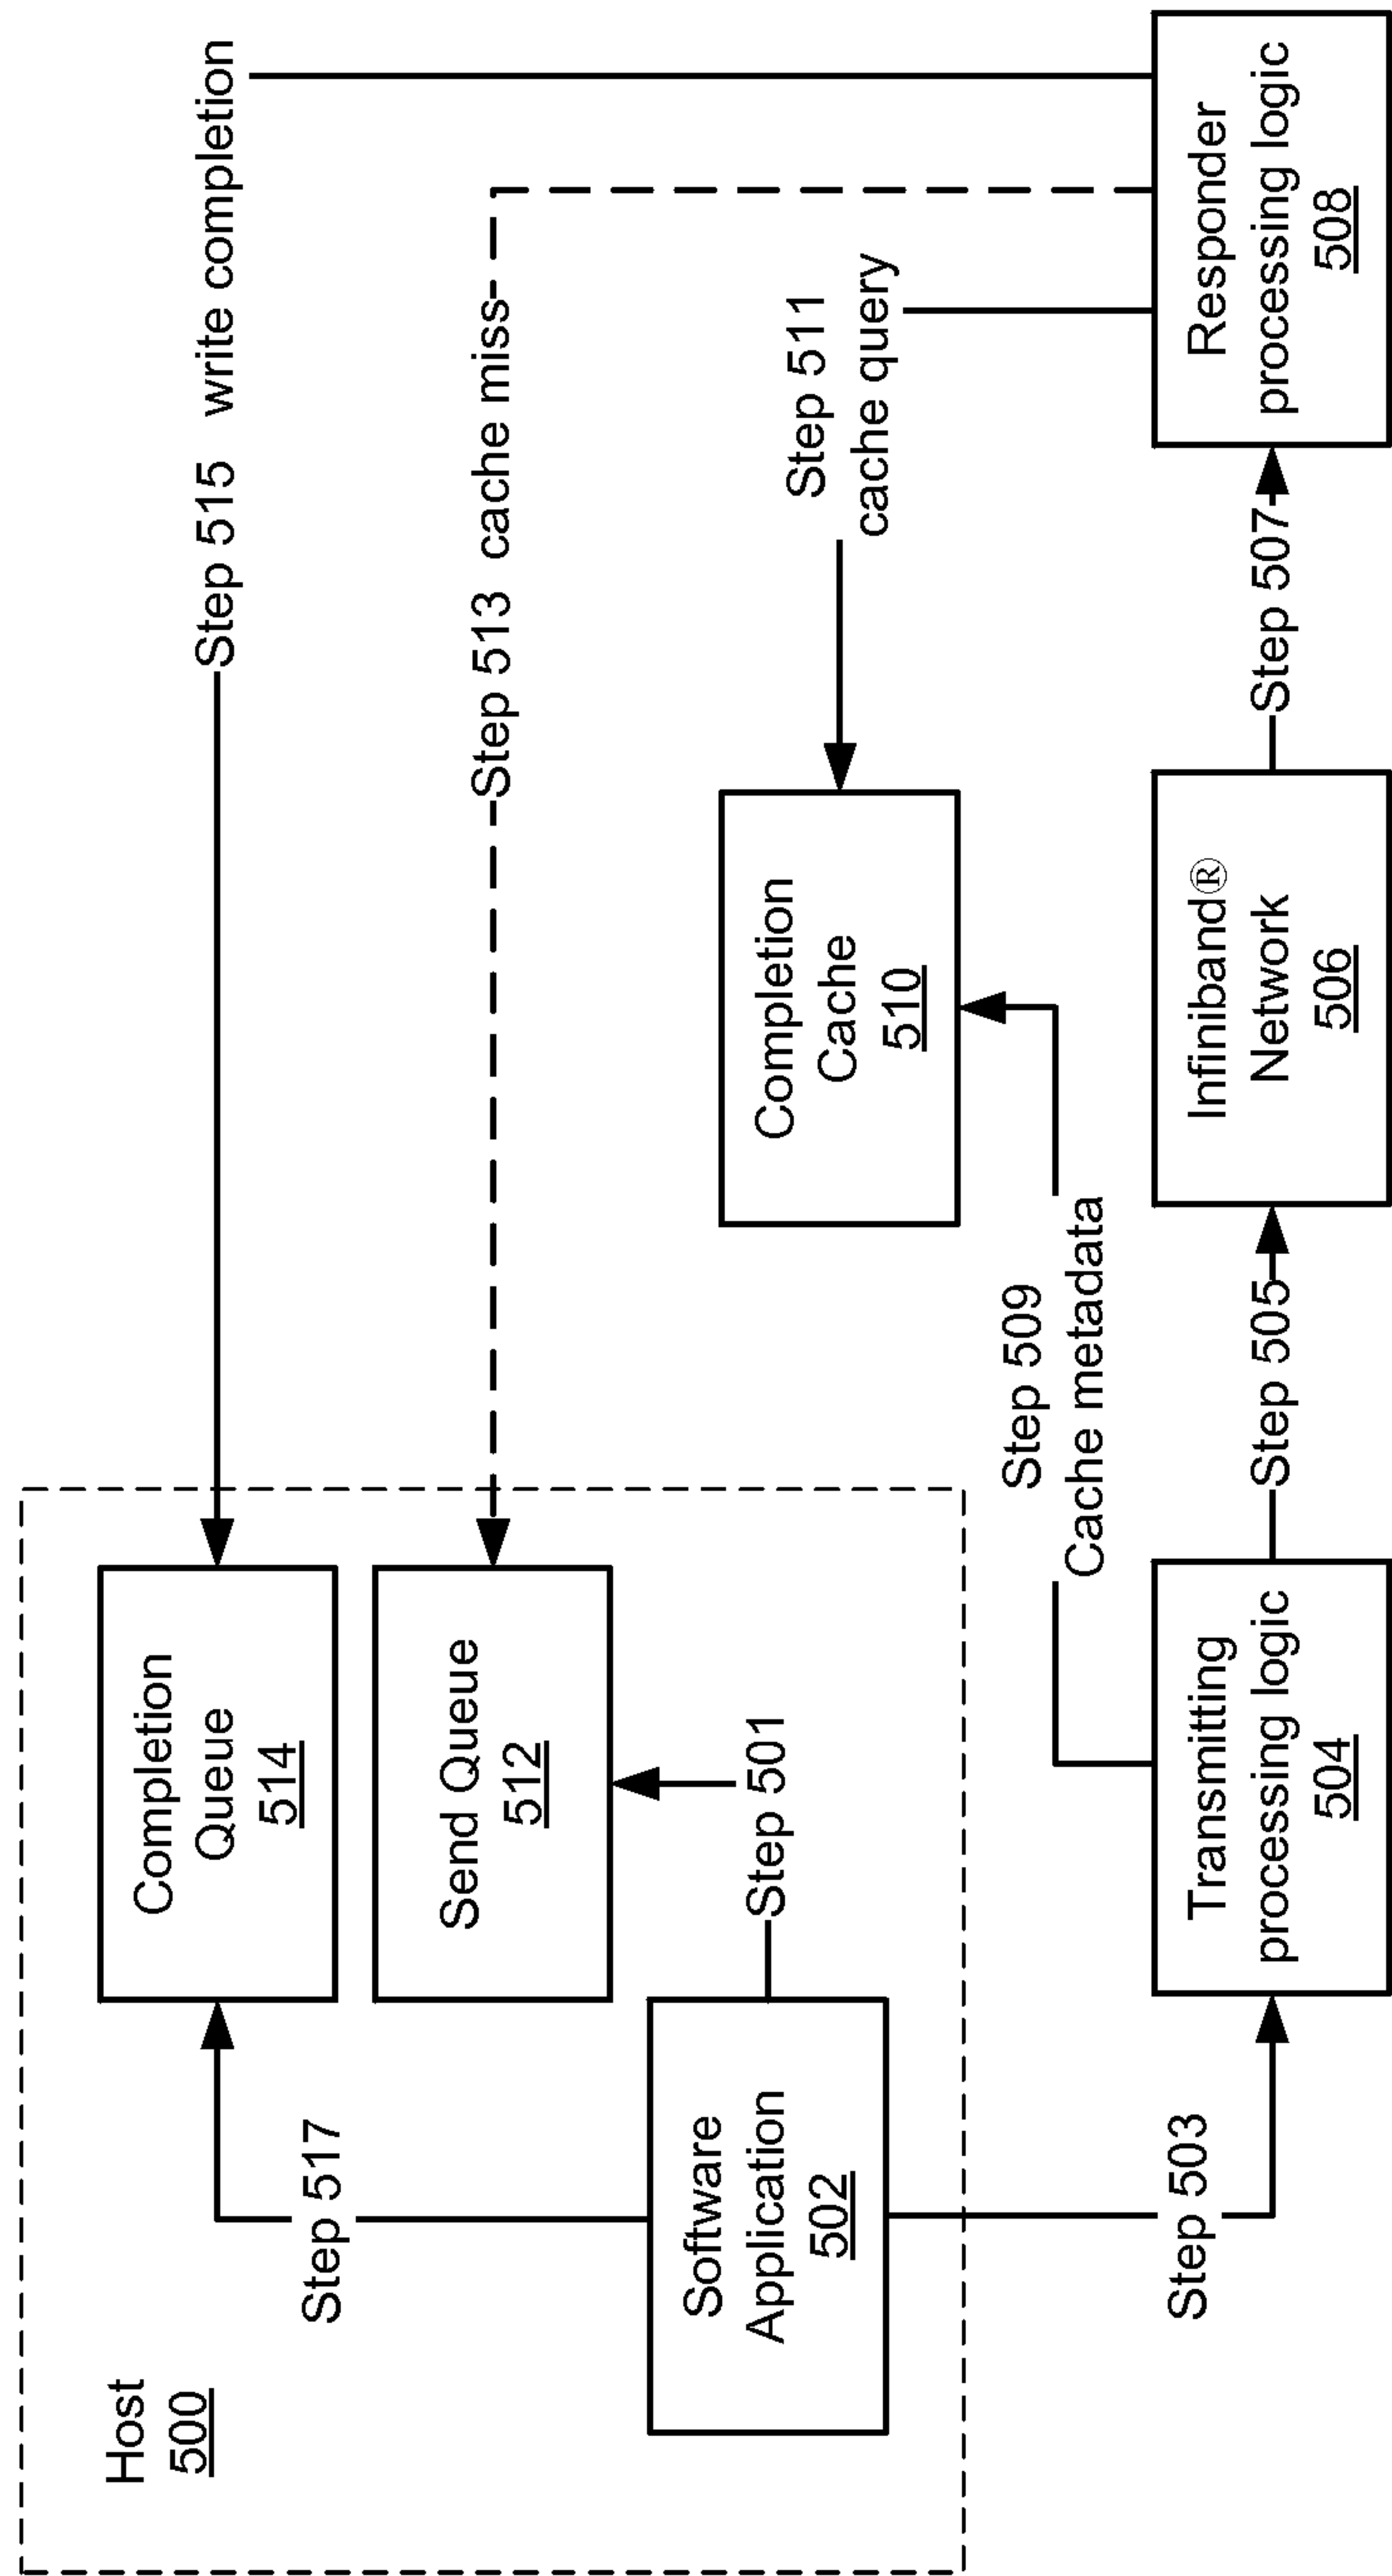 Host
500
Completion
Queue
514
Step 515 write completion
Step 517
Send Queue
512
Step 513 cache miss
Software
Application
502
Step 501
Completion
Cache
510
Step 511
cache query
Step 509
Cache metadata
Step 503
Transmitting
processing logic
504
Step 505
Infiniband®
Network
506
Step 507
Responder
processing logic
508